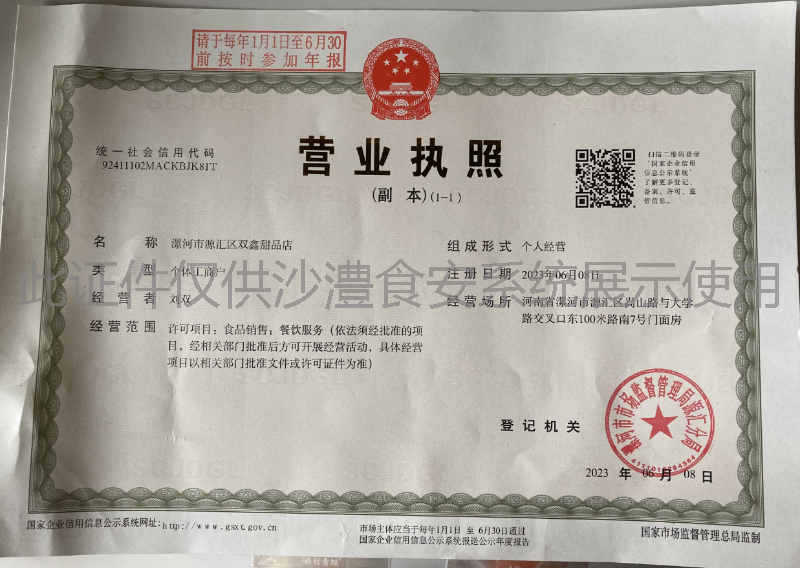 请于每年1月1日至6月30
前按时参加年报
营业执照
(副 本)(1-1)
统一社会信用代码
92411102MACKBJK81T
扫描二维码登录
'国家企业信用
信息公示系统'
了解更多登记、
备案、许可、监
管信息。
名 称 漯河市源汇区双鑫甜品店
类 型 个体工商户
经营者 刘双
经营范围 许可项目：食品销售；餐饮服务（依法须经批准的项
目，经相关部门批准后方可开展经营活动，具体经营
项目以相关部门批准文件或许可证件为准）
组成形式 个人经营
注册日期 2023年06月08日
经营场所 河南省漯河市源汇区嵩山路与大学
路交叉口东100米路南7号门面房
此证件仅供沙澧食安系统展示使用
登记机关
漯河市市场监督管理局源汇分局
2023 年 06 月 08 日
国家企业信用信息公示系统网址:http://www.gsxt.gov.cn
市场主体应当于每年1月1日 至 6月30日通过
国家企业信用信息公示系统报送公示年度报告
国家市场监督管理总局监制